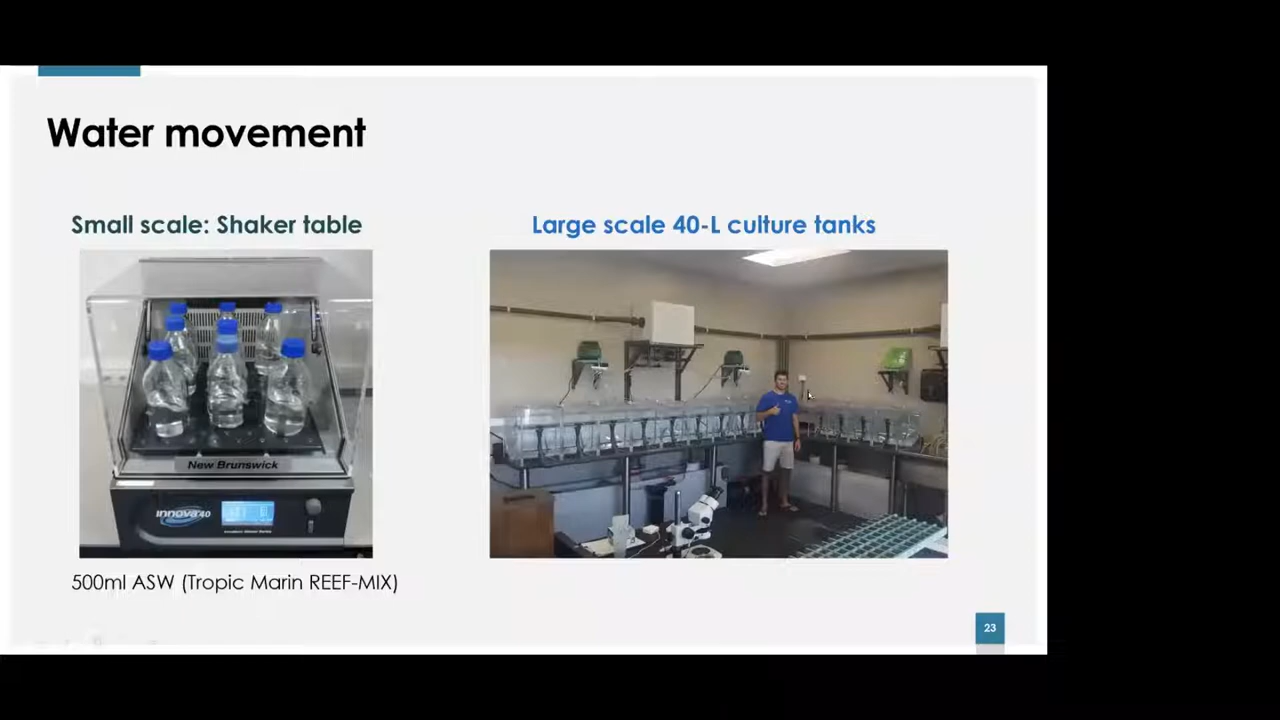 Water movement
Small scale: Shaker table
Large scale 40-L culture tanks
New Brunswick
innova 40
500ml ASW (Tropic Marin REEF-MIX)
23